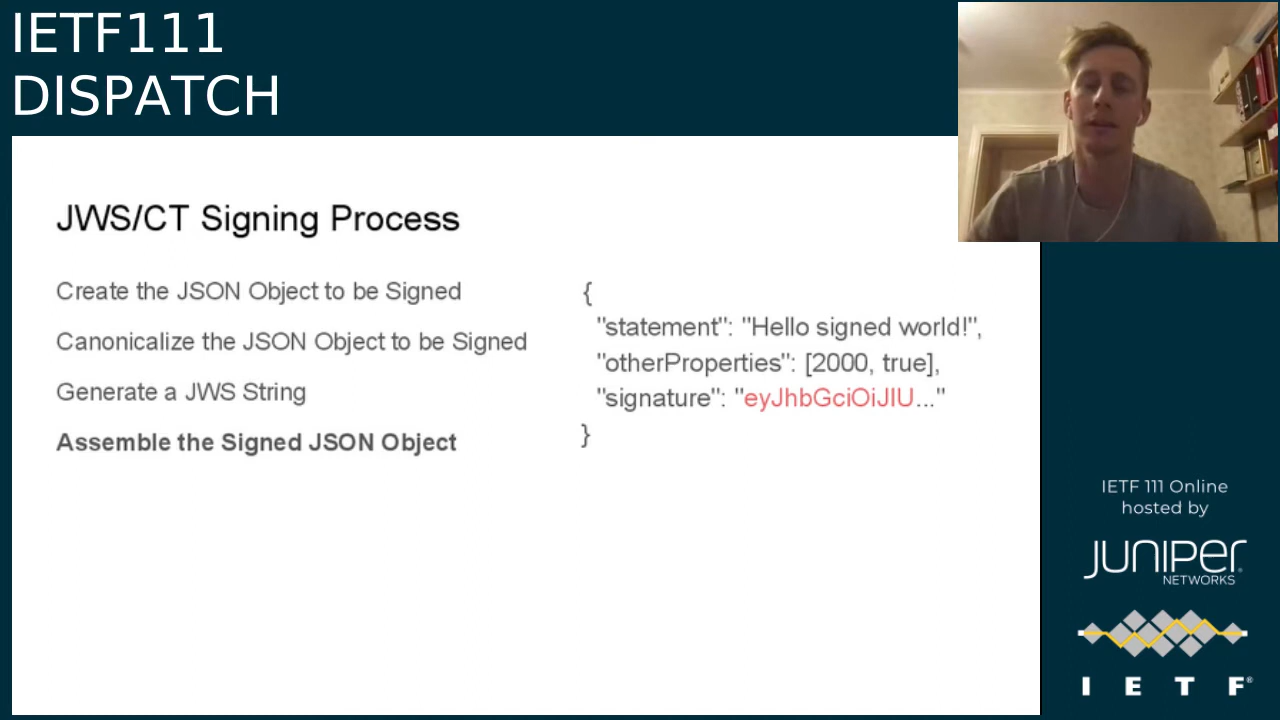 IETF111
DISPATCH
JWS/CT Signing Process
Create the JSON Object to be Signed
Canonicalize the JSON Object to be Signed
Generate a JWS String
Assemble the Signed JSON Object
{
"statement": "Hello signed world!",
"otherProperties": [2000, true],
"signature": "eyJhbGciOiJIU..."
}
IETF 111 Online
hosted by
JUNIPEr
NETWORKS
I E T F®